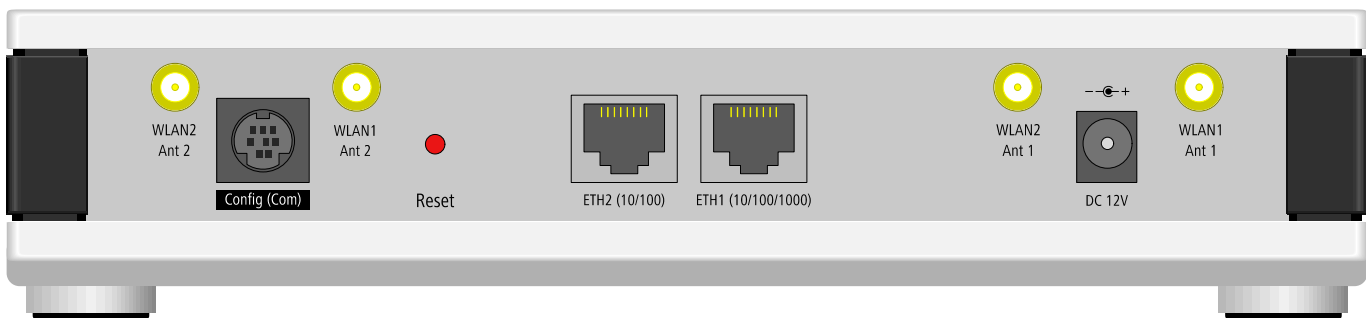 WLAN2
Ant 2
Config (Com)
WLAN1
Ant 2
Reset
ETH2 (10/100)
ETH1 (10/100/1000)
WLAN2
Ant 1
- +
DC 12V
WLAN1
Ant 1